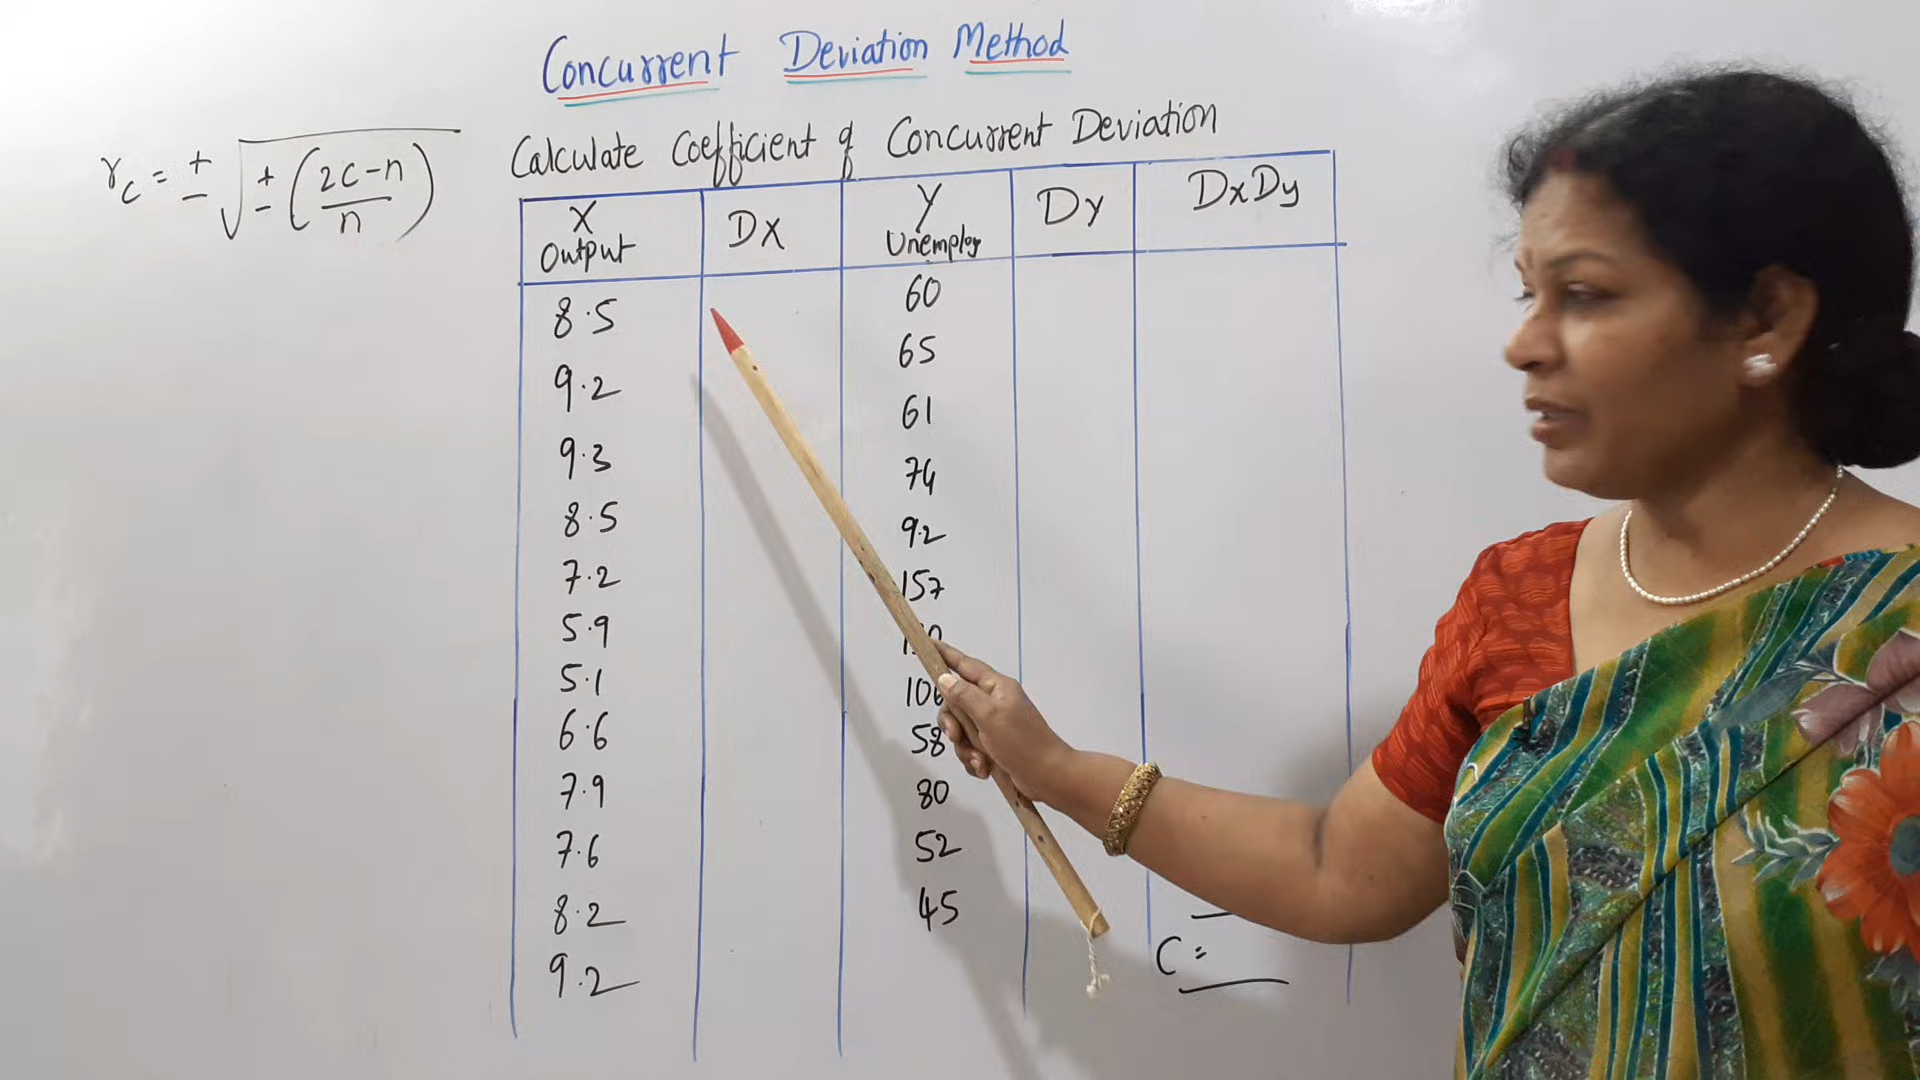 Concurrent Deviation Method
Calculate Coefficient of Concurrent Deviation
r_c = ± √ ± (2c-n / n)
X Output | DX | Y Unemploy | Dy | DxDy
8.5 | 60
9.2 | 65
9.3 | 61
8.5 | 74
7.2 | 92
5.9 | 157
5.1
6.6 | 58
7.9 | 80
7.6 | 52
8.2 | 45
9.2
C =